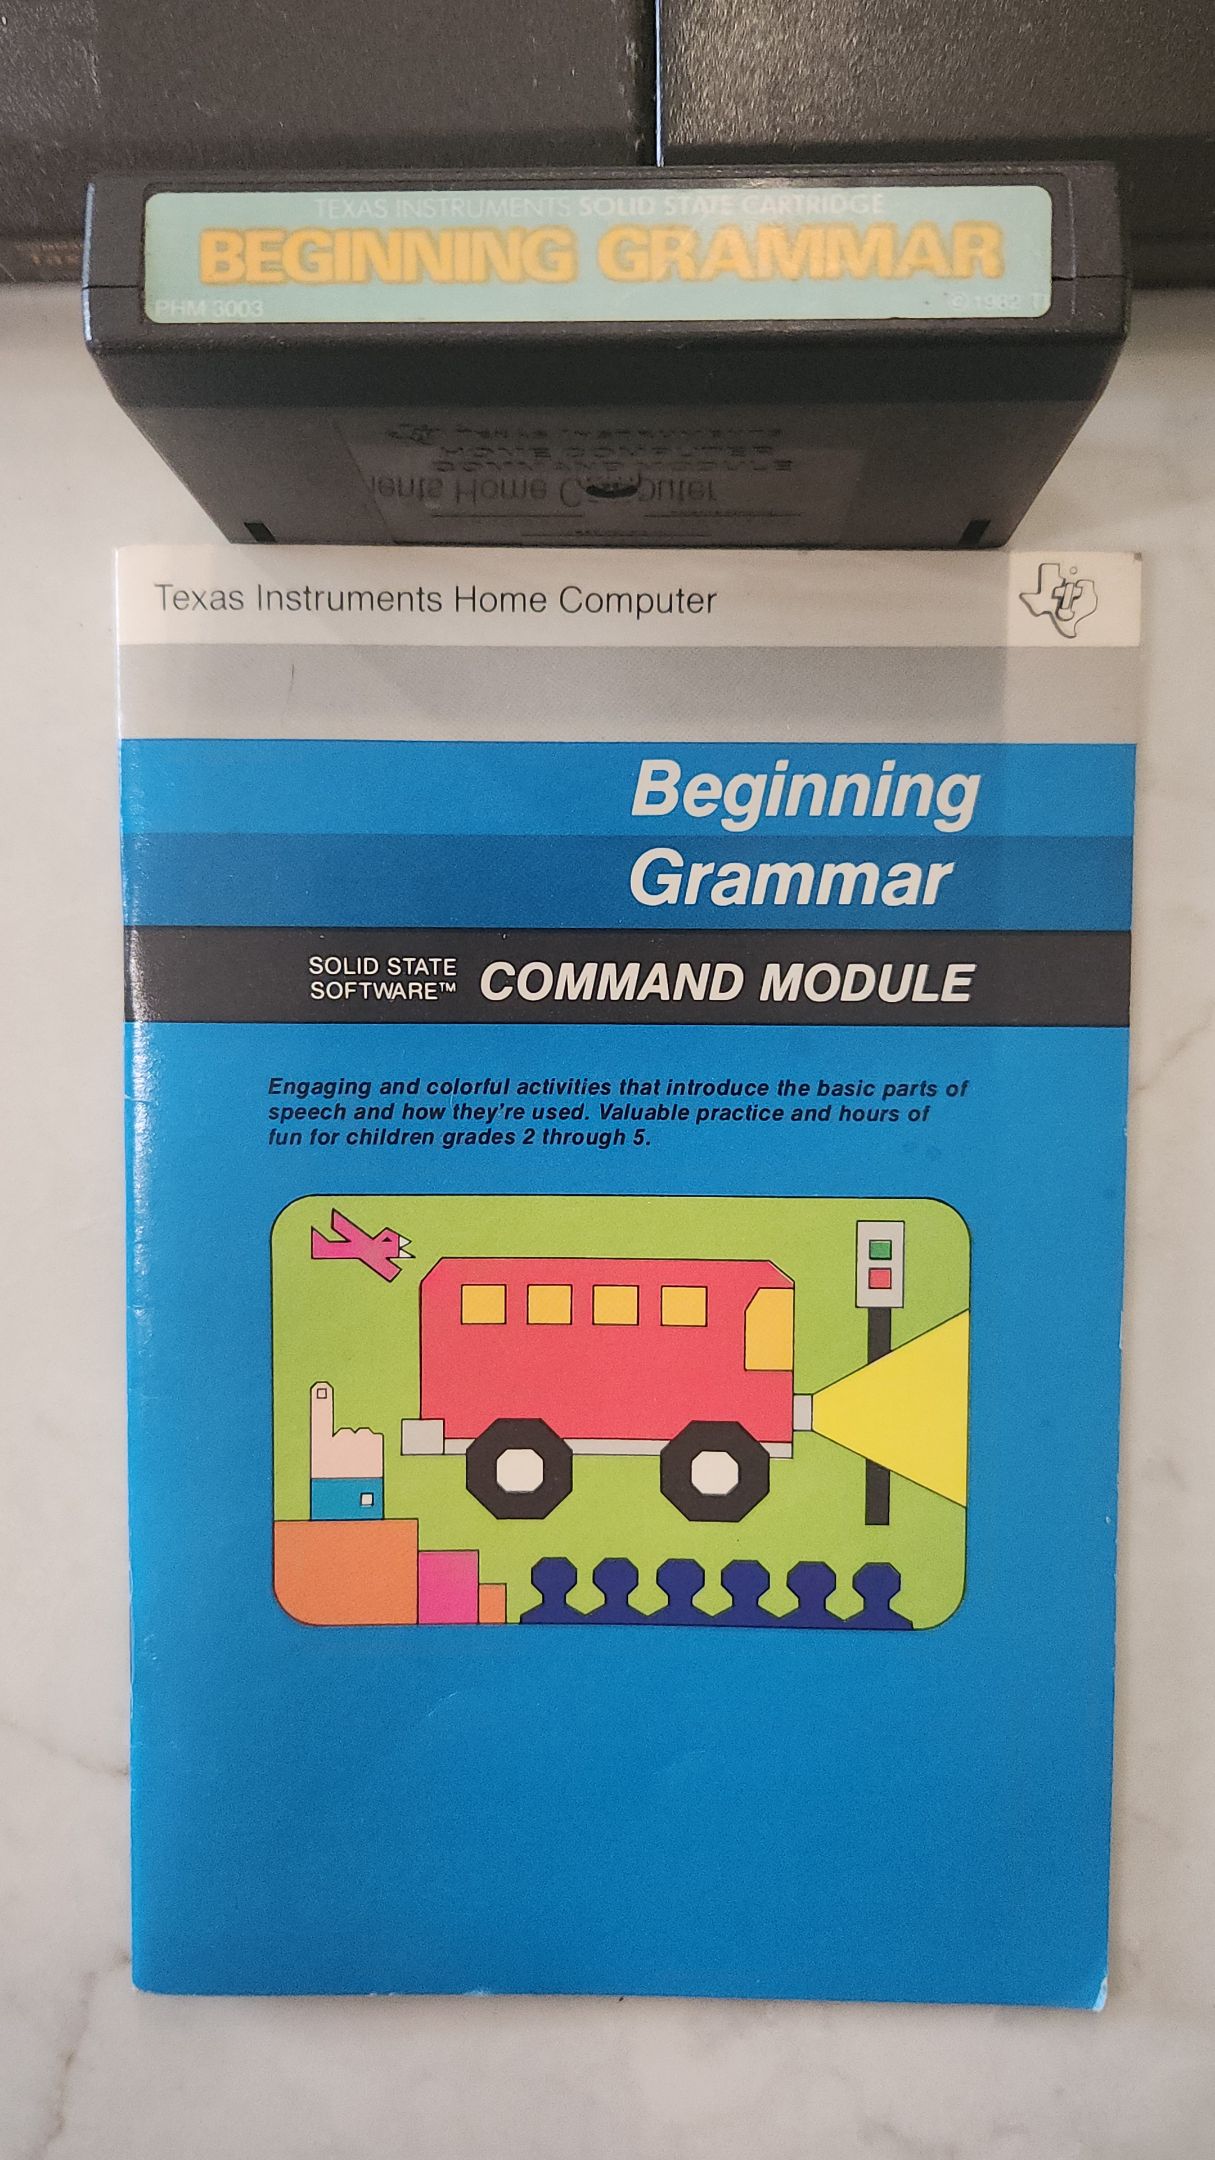 TEXAS INSTRUMENTS SOLID STATE CARTRIDGE
BEGINNING GRAMMAR
PHM 3003
© 1982 TI
Texas Instruments Home Computer
Beginning
Grammar
SOLID STATE
SOFTWARE™ COMMAND MODULE
Engaging and colorful activities that introduce the basic parts of
speech and how they're used. Valuable practice and hours of
fun for children grades 2 through 5.